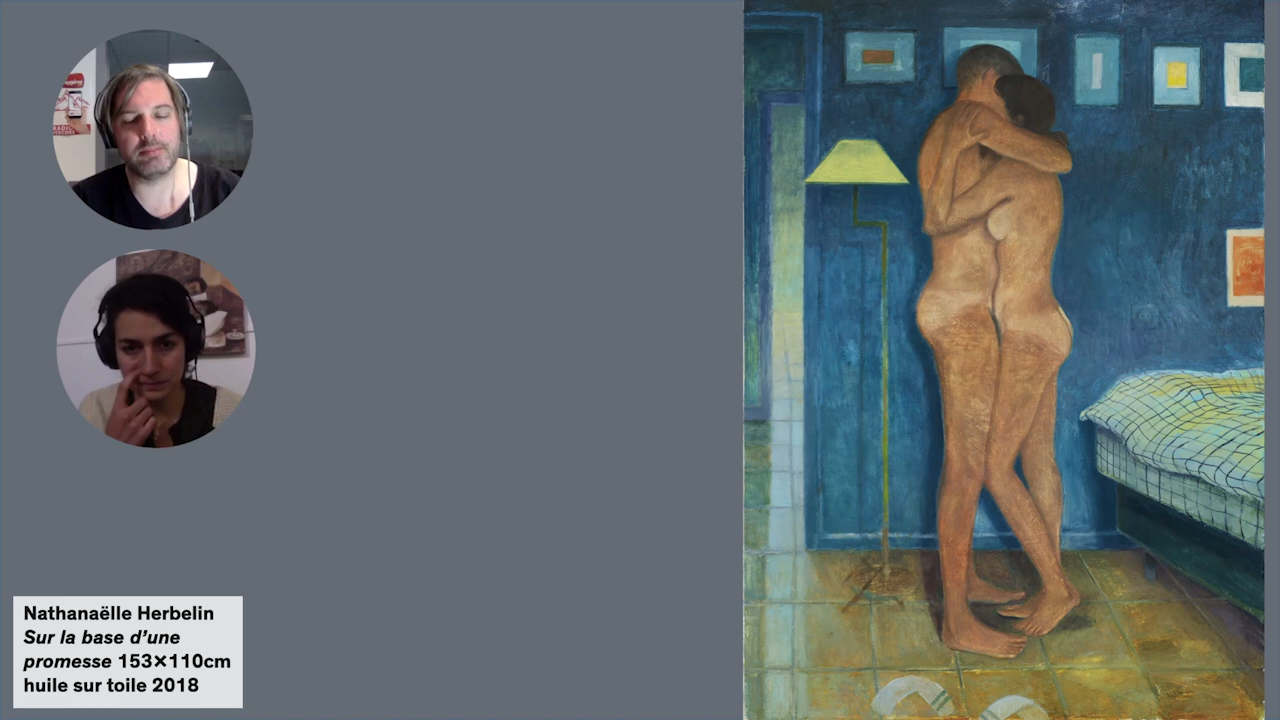 Nathanaëlle Herbelin
Sur la base d'une
promesse 153×110cm
huile sur toile 2018